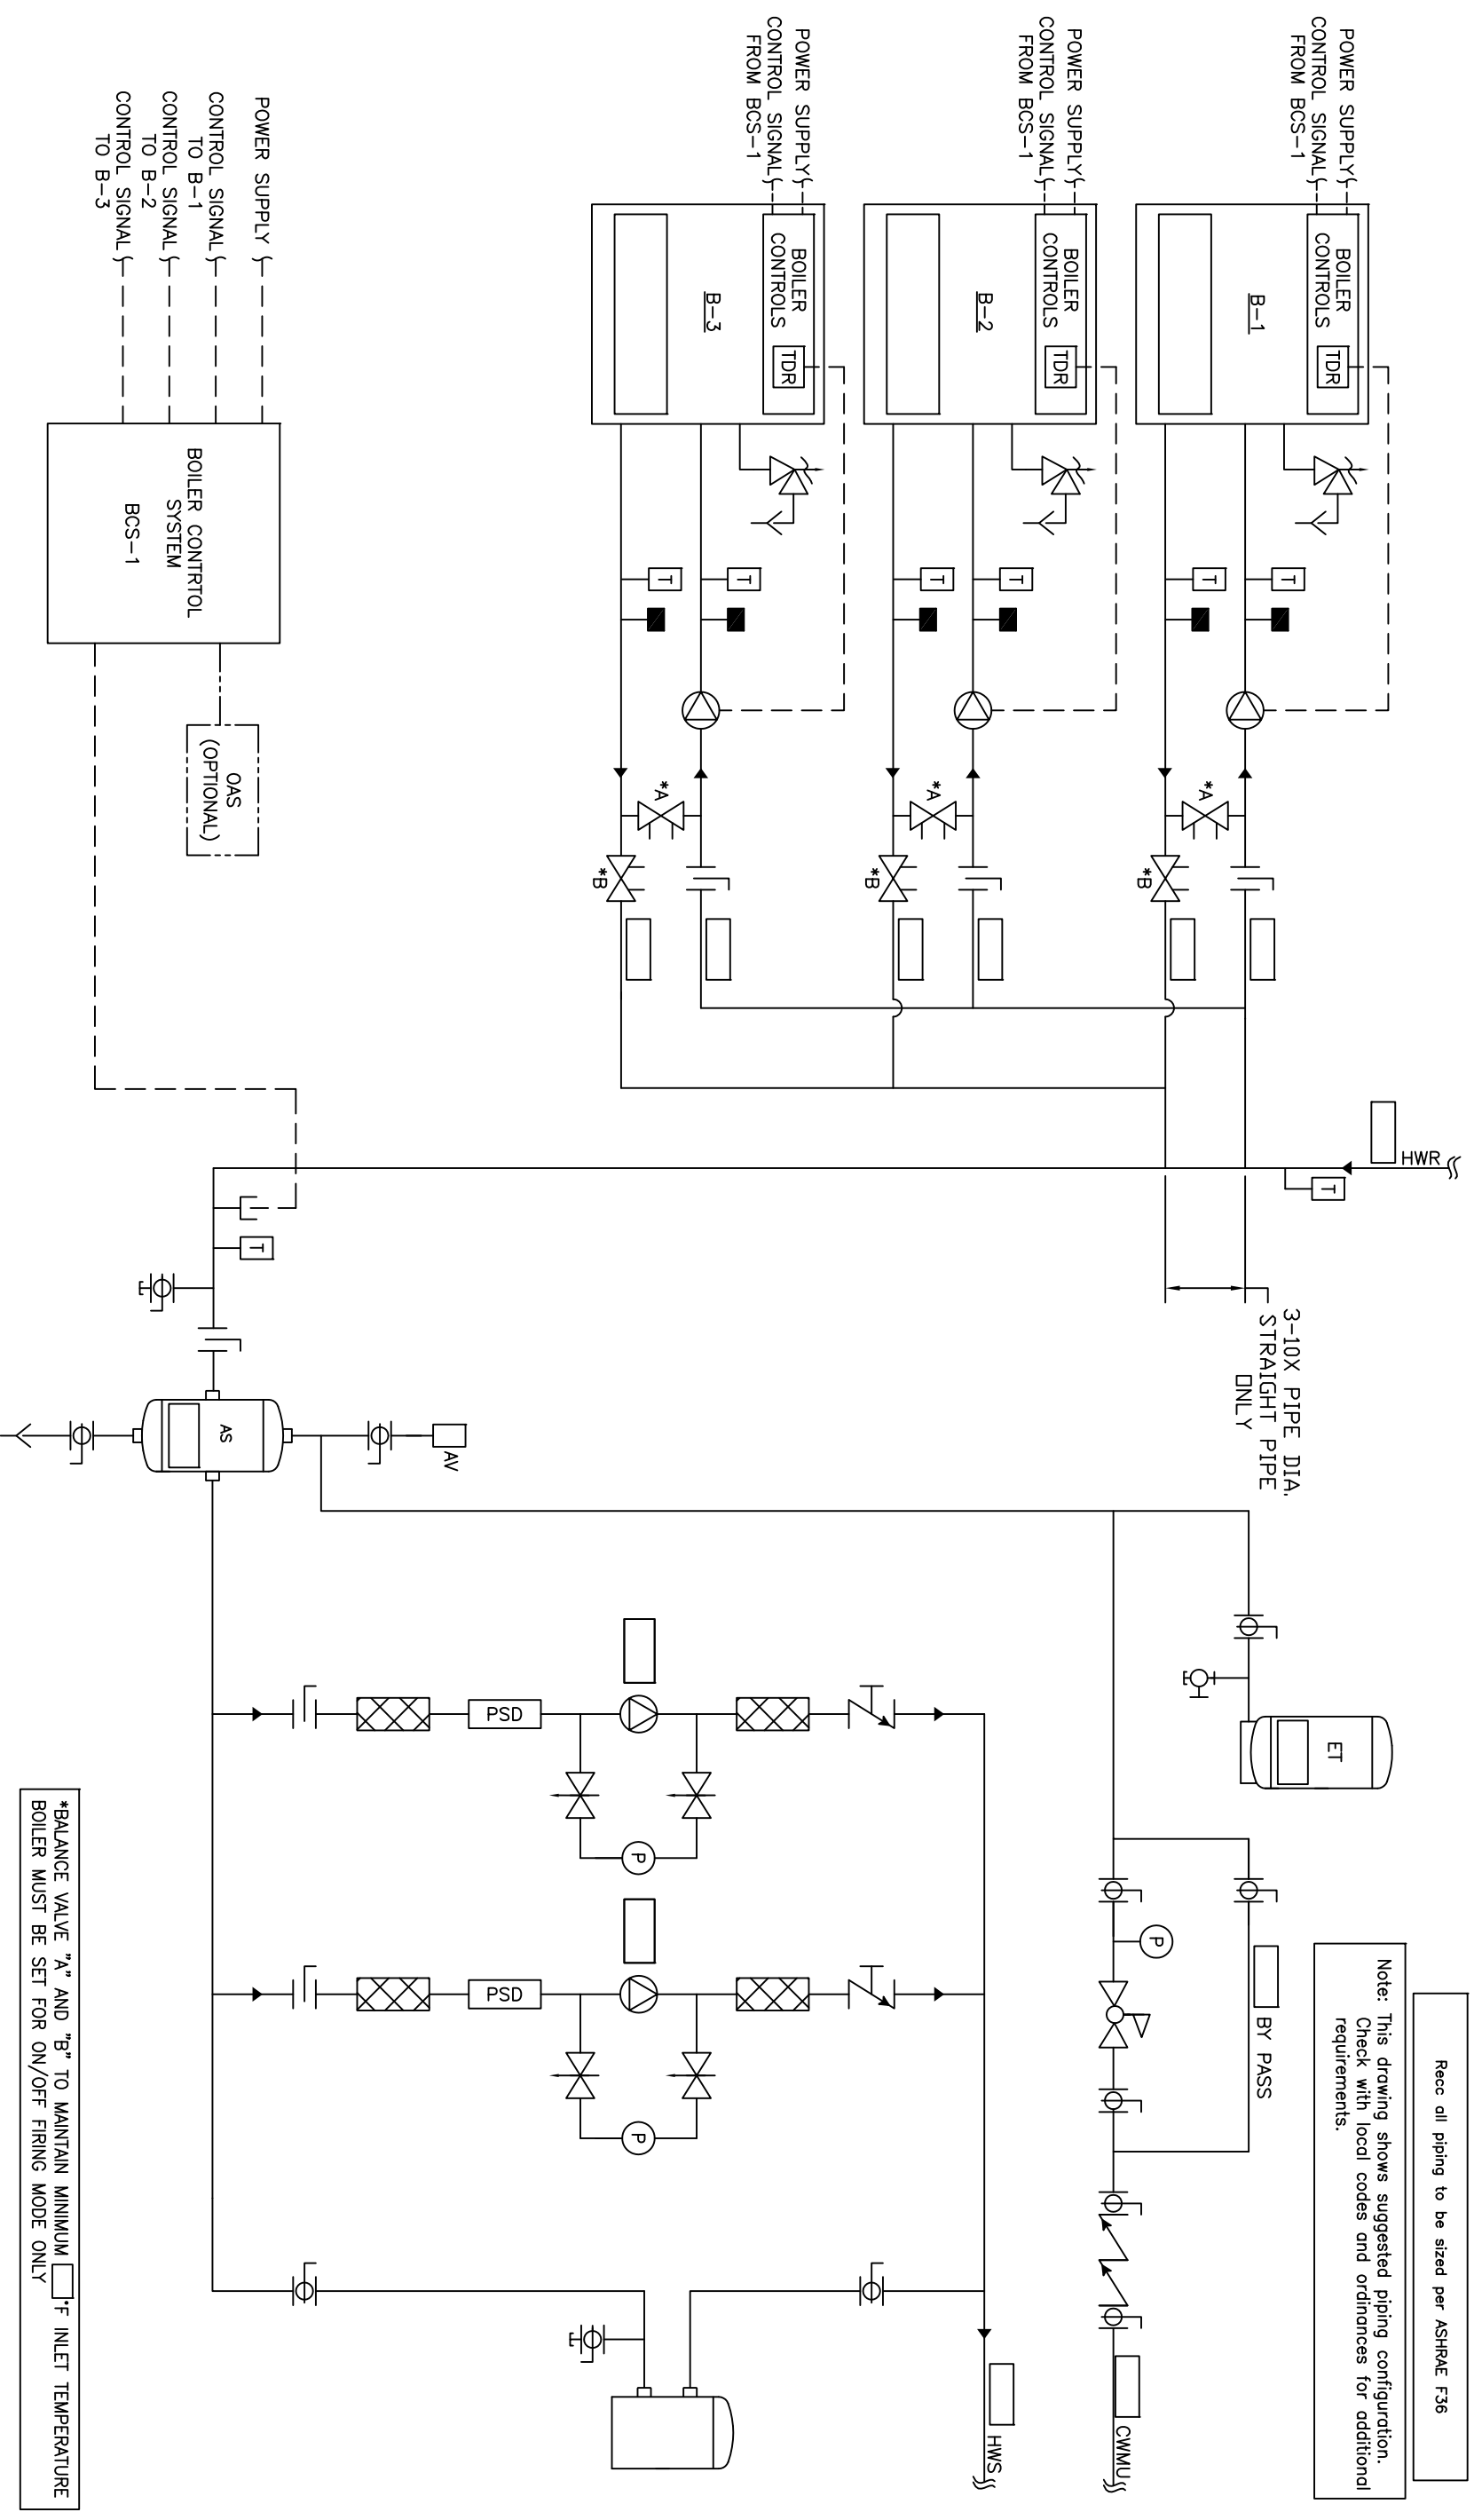 Recc all piping to be sized per ASHRAE F36
Note: This drawing shows suggested piping configuration.
Check with local codes and ordinances for additional
requirements.
POWER SUPPLY
CONTROL SIGNAL
FROM BCS-1
BOILER
CONTROLS
TDR
B-1
T
T
*A
*B
POWER SUPPLY
CONTROL SIGNAL
FROM BCS-1
BOILER
CONTROLS
TDR
B-2
T
T
*A
*B
POWER SUPPLY
CONTROL SIGNAL
FROM BCS-1
BOILER
CONTROLS
TDR
B-3
T
T
*A
*B
HWR
T
3-10X PIPE DIA.
STRAIGHT PIPE
ONLY
ET
BY PASS
P
CWMU
HWS
POWER SUPPLY
CONTROL SIGNAL
TO B-1
CONTROL SIGNAL
TO B-2
CONTROL SIGNAL
TO B-3
BOILER CONTRTOL
SYSTEM
BCS-1
OAS
(OPTIONAL)
T
AV
AS
PSD
P
PSD
P
*BALANCE VALVE "A" AND "B" TO MAINTAIN MINIMUM °F INLET TEMPERATURE
BOILER MUST BE SET FOR ON/OFF FIRING MODE ONLY